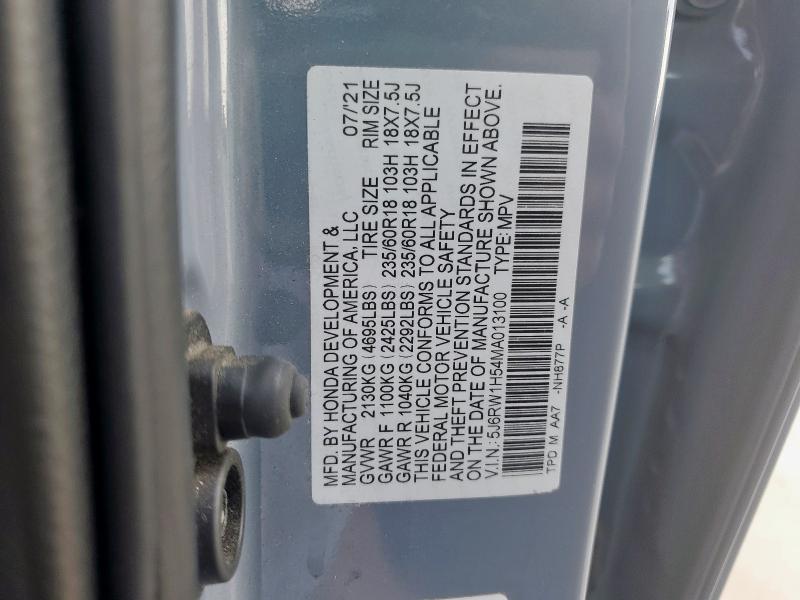 MFD. BY HONDA DEVELOPMENT &
MANUFACTURING OF AMERICA, LLC 07/'21
GVWR 2130KG (4695LBS) TIRE SIZE RIM SIZE
GAWR F 1100KG (2425LBS) 235/60R18 103H 18X7.5J
GAWR R 1040KG (2292LBS) 235/60R18 103H 18X7.5J
THIS VEHICLE CONFORMS TO ALL APPLICABLE
FEDERAL MOTOR VEHICLE SAFETY
AND THEFT PREVENTION STANDARDS IN EFFECT
ON THE DATE OF MANUFACTURE SHOWN ABOVE.
V.I.N.: 5J6RW1H54MA013100 TYPE: MPV
TPD M AA7 -NH877P -A -A